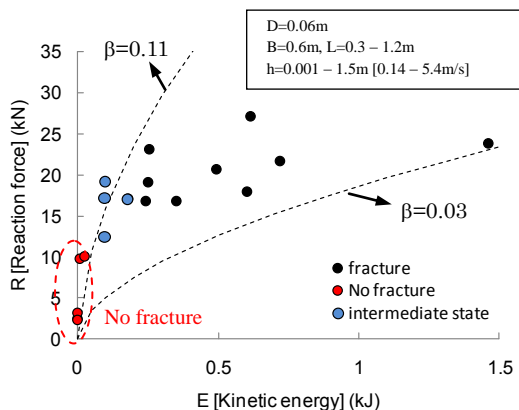 D=0.06m
B=0.6m, L=0.3 – 1.2m
h=0.001 – 1.5m [0.14 – 5.4m/s]
β=0.11
35
30
25
20
15
10
5
0
R [Reaction force] (kN)
β=0.03
fracture
No fracture
intermediate state
No fracture
0
0.5
1
1.5
E [Kinetic energy] (kJ)